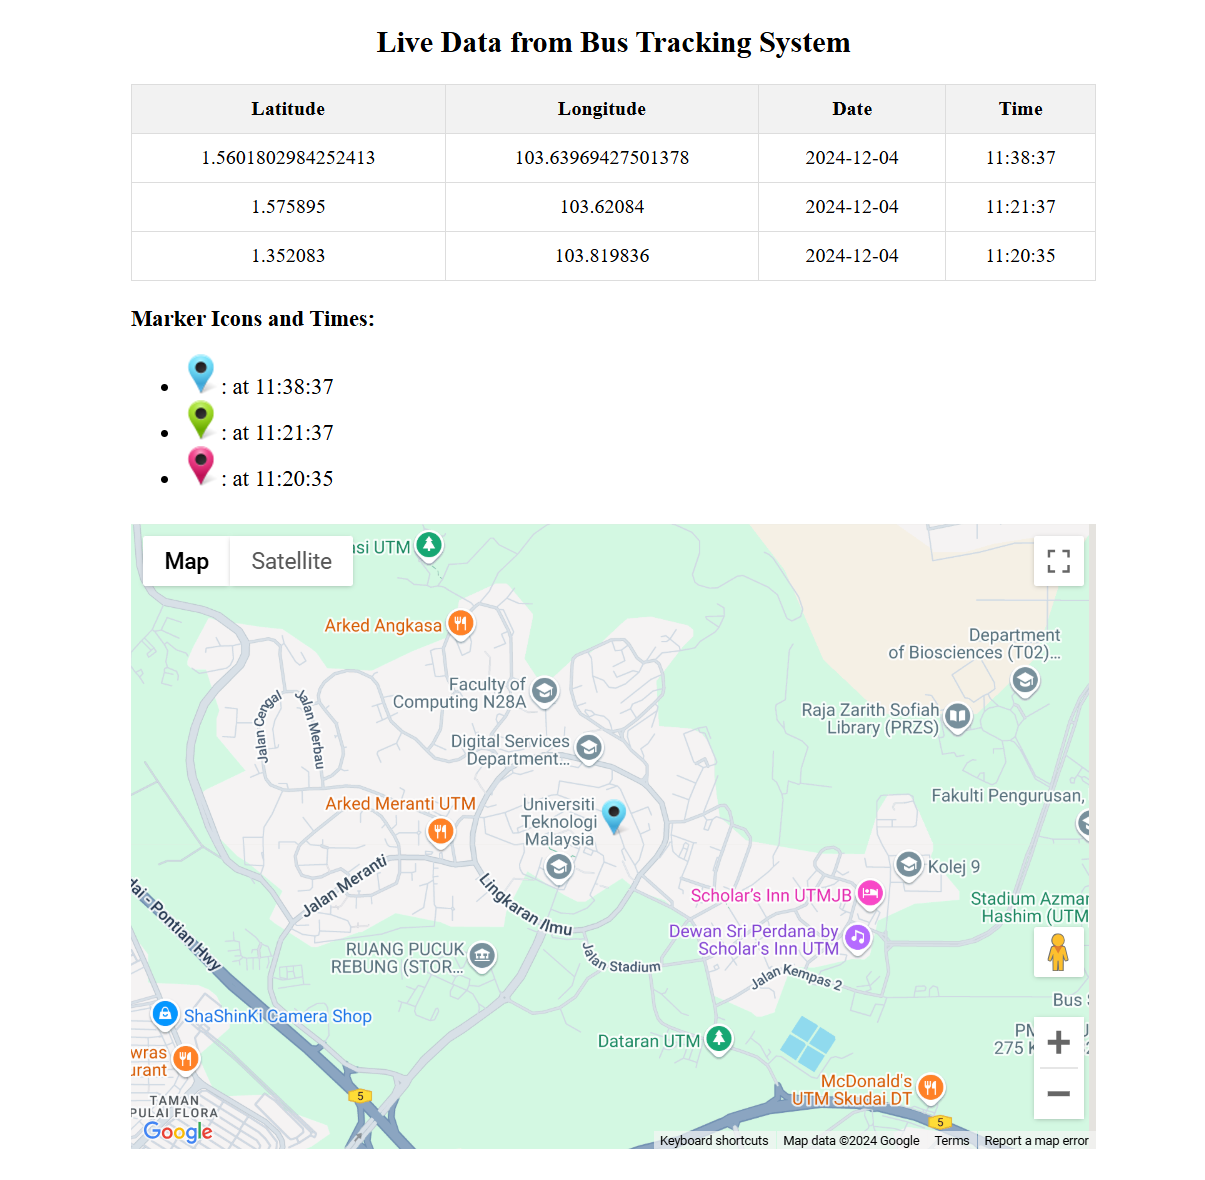 Live Data from Bus Tracking System
Latitude Longitude Date Time
1.5601802984252413 103.63969427501378 2024-12-04 11:38:37
1.575895 103.62084 2024-12-04 11:21:37
1.352083 103.819836 2024-12-04 11:20:35
Marker Icons and Times:
: at 11:38:37
: at 11:21:37
: at 11:20:35
Map Satellite
asi UTM
Arked Angkasa
Department
of Biosciences (T02)...
Faculty of
Computing N28A
Jalan Cengal
Jalan Merbau
Raja Zarith Sofiah
Library (PRZS)
Digital Services
Department...
Arked Meranti UTM
Universiti
Teknologi
Malaysia
Fakulti Pengurusan,
Jalan Meranti
Kolej 9
Lingkaran Ilmu
Scholar's Inn UTMJB
Stadium Azman
Hashim (UTM
dai - Pontian Hwy
Dewan Sri Perdana by
Scholar's Inn UTM
RUANG PUCUK
REBUNG (STOR...
Jalan Stadium
Jalan Kempas 2
Bus
ShaShinKi Camera Shop
275
Dataran UTM
wras
urant
McDonald's
UTM Skudai DT
5
TAMAN
PULAI FLORA
5
Google
Keyboard shortcuts Map data ©2024 Google Terms Report a map error